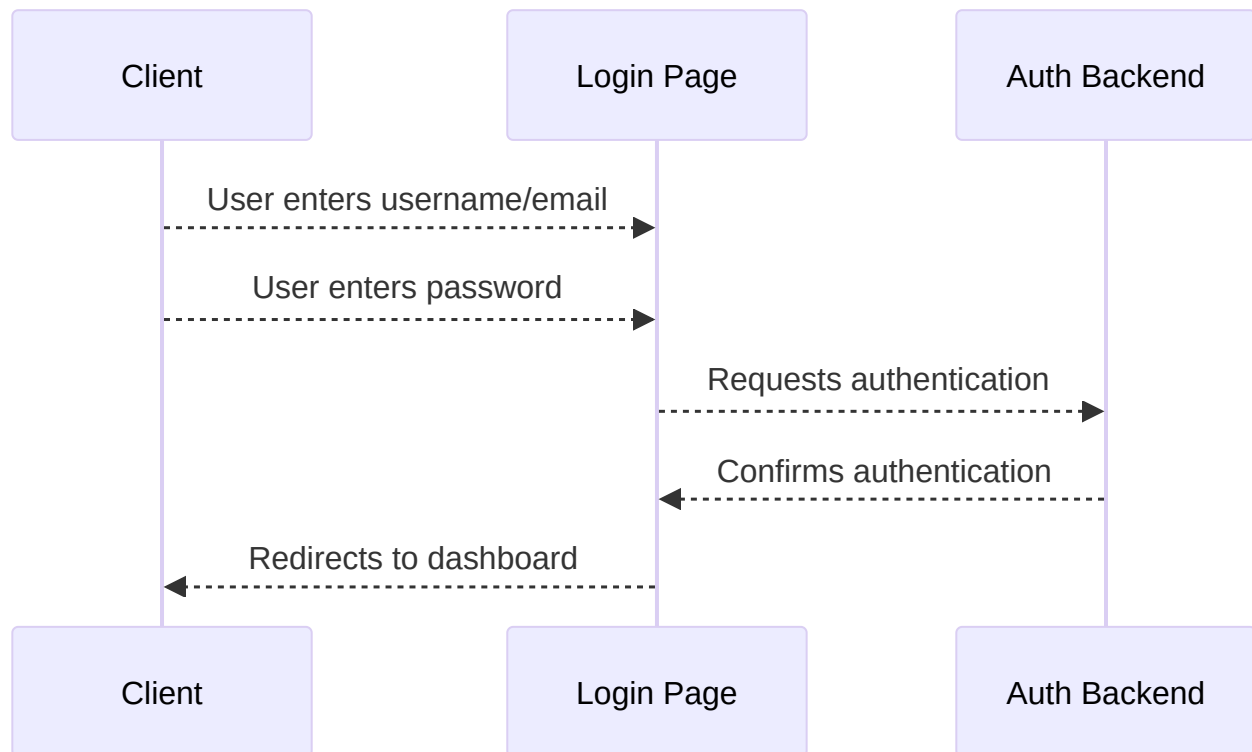 Client
Login Page
Auth Backend
User enters username/email
User enters password
Requests authentication
Confirms authentication
Redirects to dashboard
Client
Login Page
Auth Backend